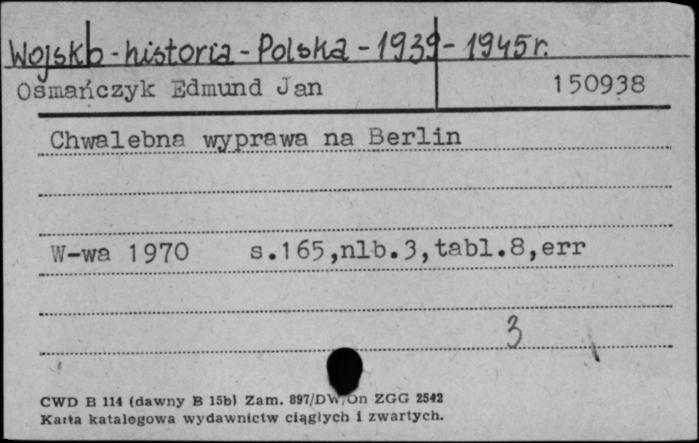 Wojsko - historia - Polska - 1939 - 1945 r.
Osmańczyk Edmund Jan 150938
Chwalebna wyprawa na Berlin
W-wa 1970 s.165,nlb.3,tabl.8,err
3
CWD B 114 (dawny B 15b) Zam. 897/DW/On ZGG 2542
Karta katalogowa wydawnictw ciągłych i zwartych.